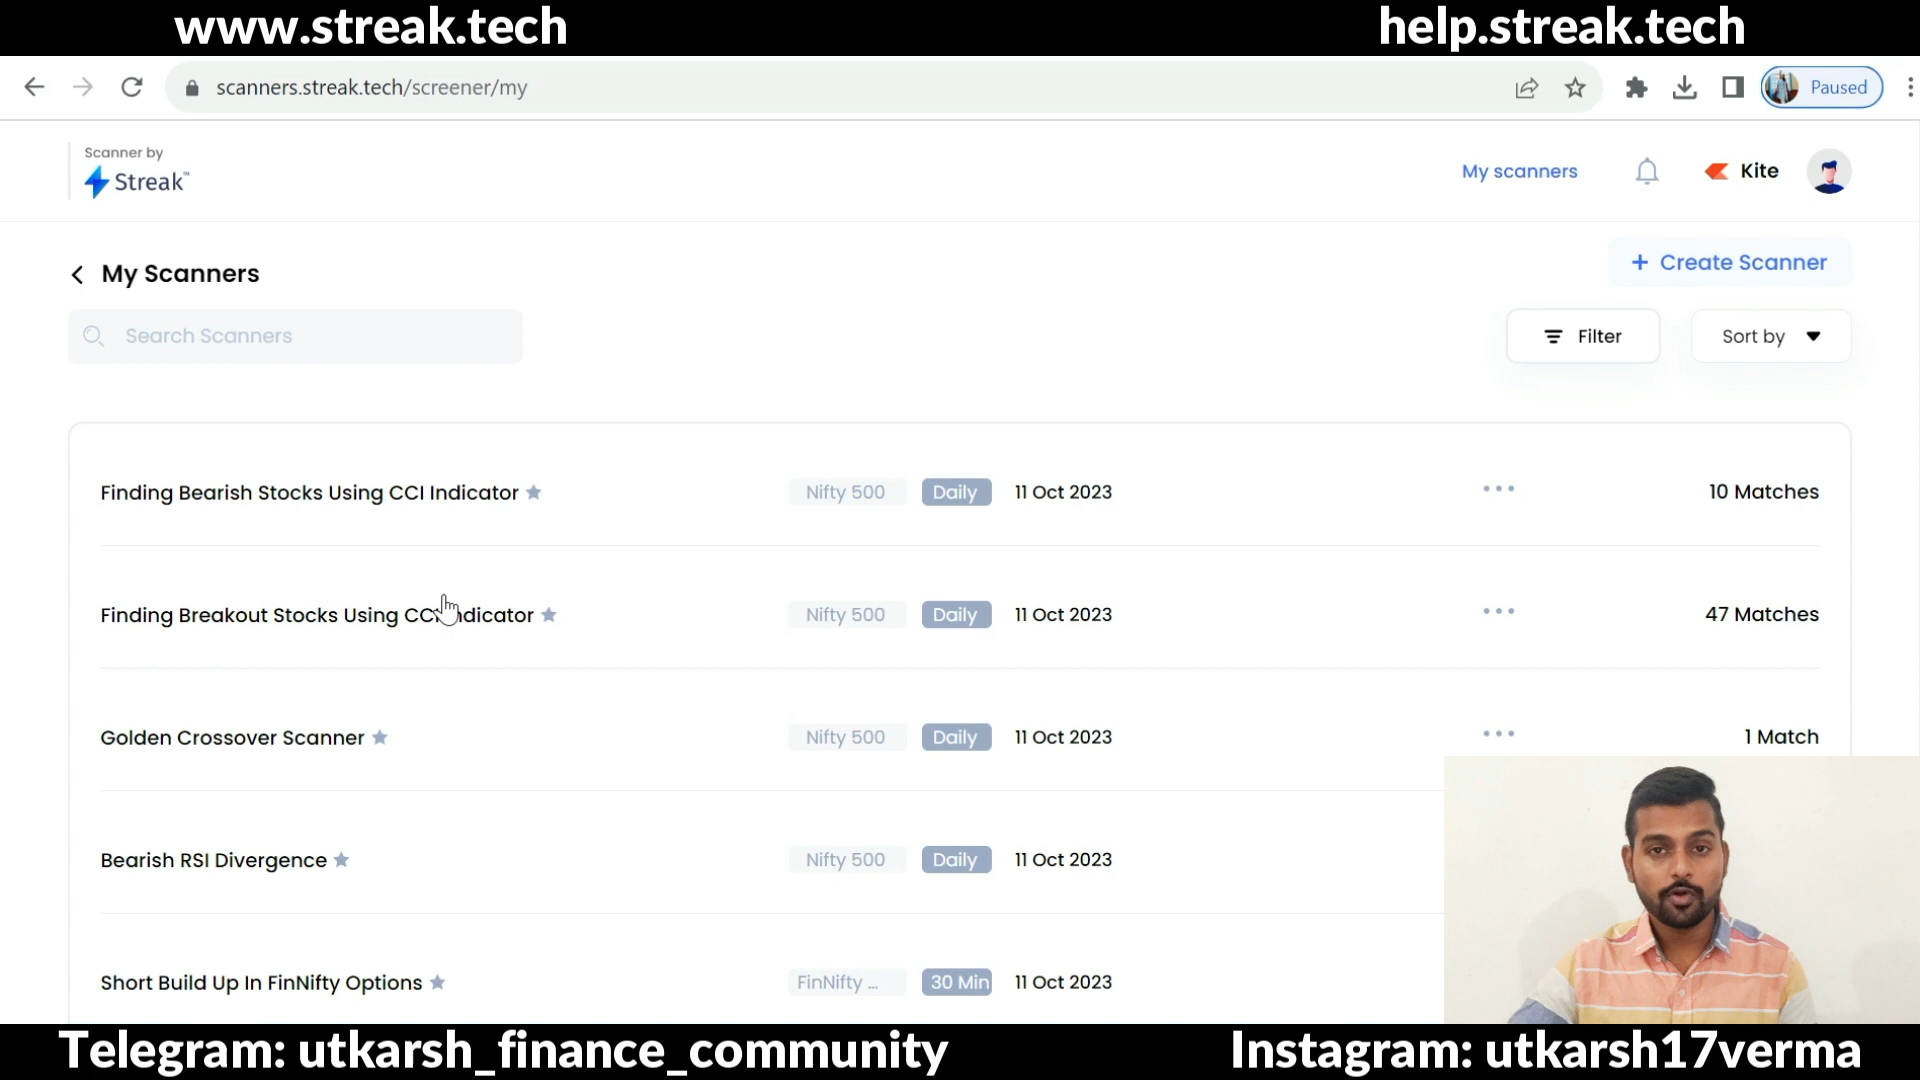 www.streak.tech
help.streak.tech
scanners.streak.tech/screener/my
Paused
Scanner by
Streak™
My scanners
Kite
My Scanners
+ Create Scanner
Search Scanners
Filter
Sort by
Finding Bearish Stocks Using CCI Indicator
Nifty 500
Daily
11 Oct 2023
10 Matches
Finding Breakout Stocks Using CCI Indicator
Nifty 500
Daily
11 Oct 2023
47 Matches
Golden Crossover Scanner
Nifty 500
Daily
11 Oct 2023
1 Match
Bearish RSI Divergence
Nifty 500
Daily
11 Oct 2023
Short Build Up In FinNifty Options
FinNifty ...
30 Min
11 Oct 2023
Telegram: utkarsh_finance_community
Instagram: utkarsh17verma